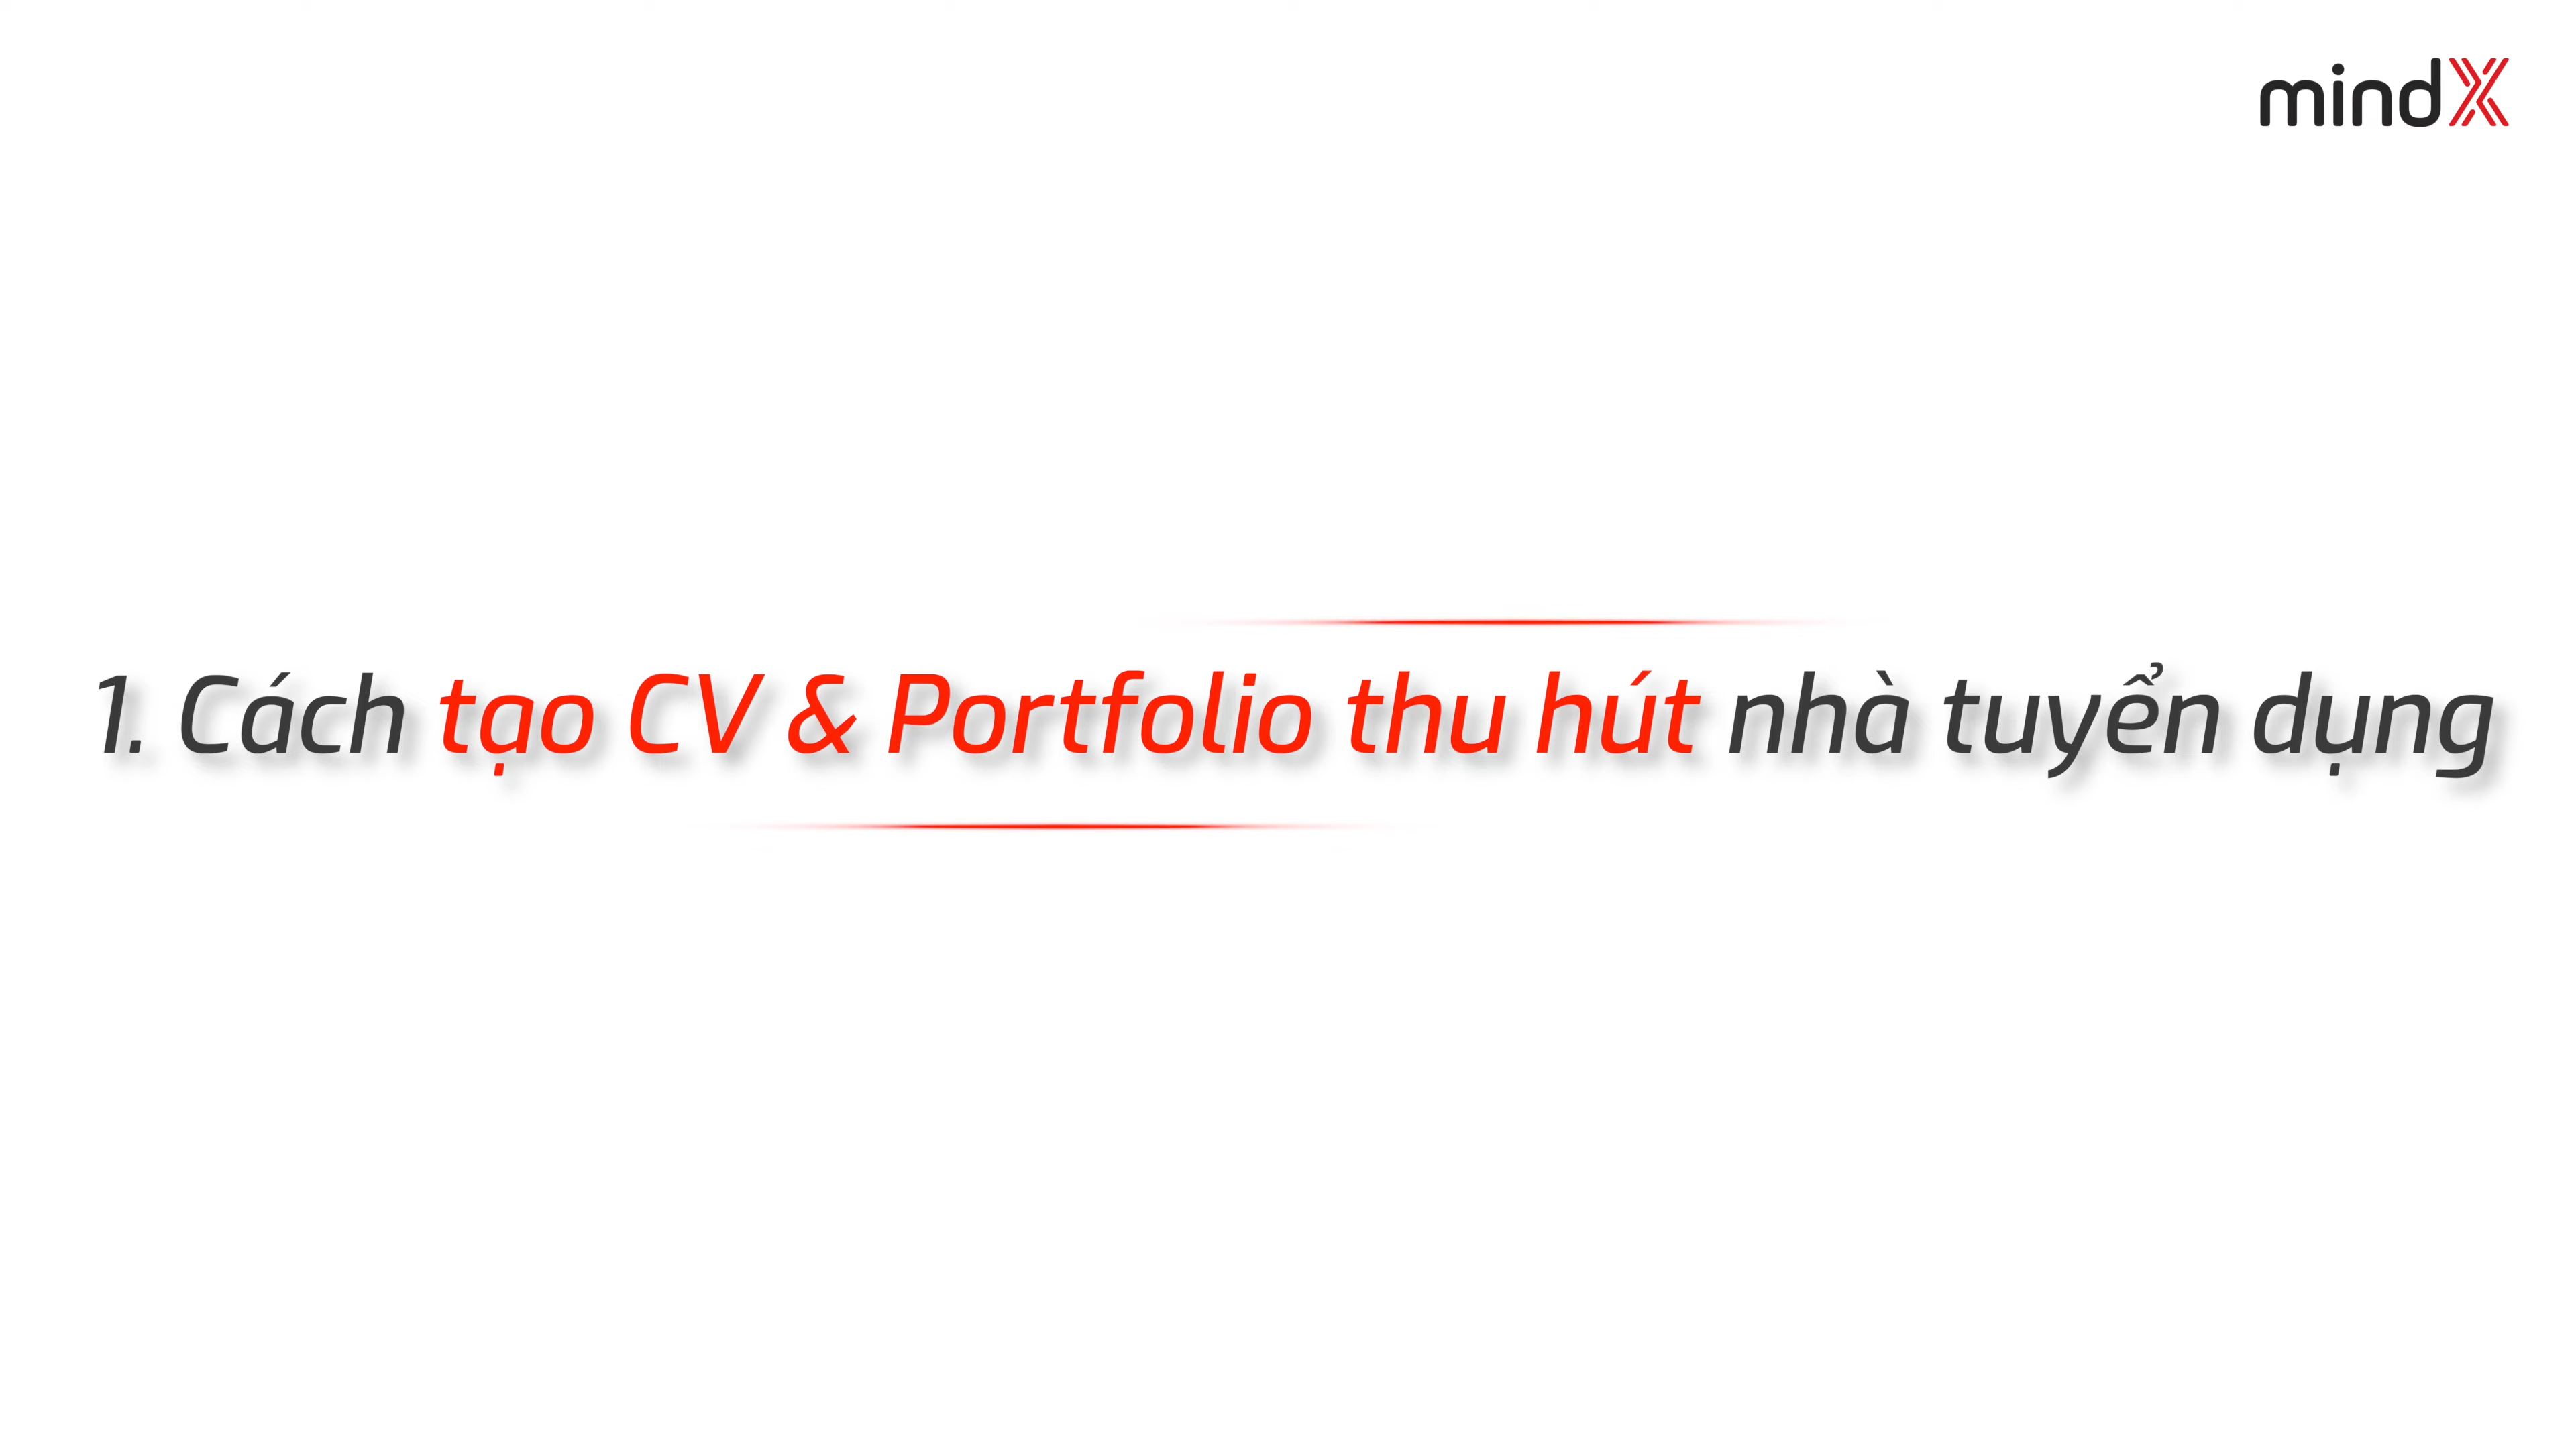 mindX
1. Cách tạo CV & Portfolio thu hút nhà tuyển dụng